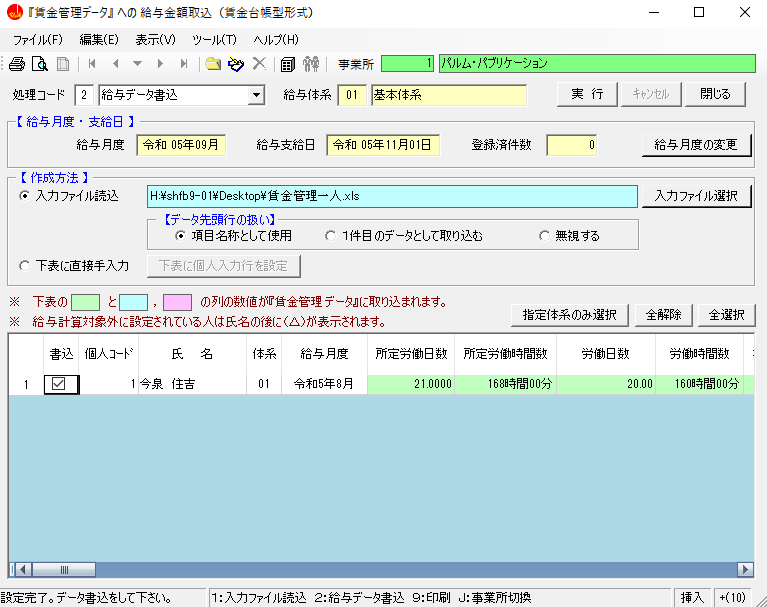 『賃金管理データ』への 給与金額取込（賃金台帳型形式）
ファイル(F) 編集(E) 表示(V) ツール(T) ヘルプ(H)
事業所 1 パルム・パブリケーション
処理コード 2 給与データ書込 給与体系 01 基本体系 実 行 ｷｬﾝｾﾙ 閉じる
【 給与月度・支給日 】
給与月度 令和 05年09月 給与支給日 令和 05年11月01日 登録済件数 0 給与月度の変更
【 作成方法 】
入力ファイル読込 H:¥shfb9-01¥Desktop¥賃金管理一人.xls 入力ファイル選択
【データ先頭行の扱い】
項目名称として使用 1件目のデータとして取り込む 無視する
下表に直接手入力 下表に個人入力行を設定
※ 下表の と , の列の数値が『賃金管理データ』に取り込まれます。
※ 給与計算対象外に設定されている人は氏名の後に(△)が表示されます。
指定体系のみ選択 全解除 全選択
書込 個人コード 氏 名 体系 給与月度 所定労働日数 所定労働時間数 労働日数 労働時間数
1 1 今泉 住吉 01 令和5年8月 21.0000 168時間00分 20.00 160時間00分
設定完了。データ書込をして下さい。 1:入力ファイル読込 2:給与データ書込 9:印刷 J:事業所切換 挿入 +(10)